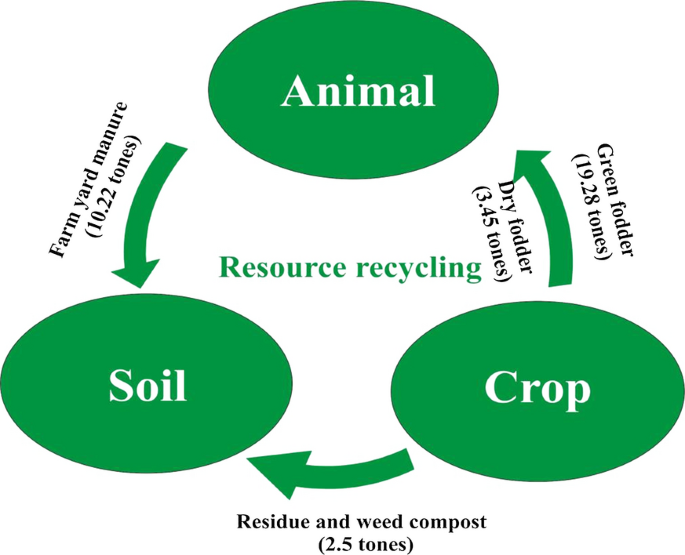 Animal
Farm yard manure
(10.22 tones)
Green fodder
(19.28 tones)
Dry fodder
(3.45 tones)
Resource recycling
Soil
Crop
Residue and weed compost
(2.5 tones)